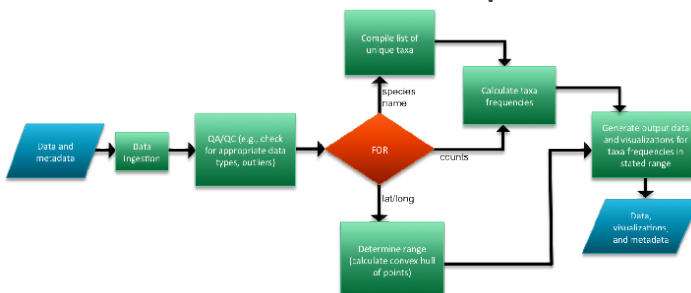 Compile list of
unique taxa
species
name
Calculate taxa
frequencies
Data and
metadata
Data
Ingestion
QA/QC (e.g., check
for appropriate data
types, outliers)
FOR
counts
Generate output data
and visualizations for
taxa frequencies in
stated range
lat/long
Determine range
(calculate convex hull
of points)
Data,
visualizations,
and metadata